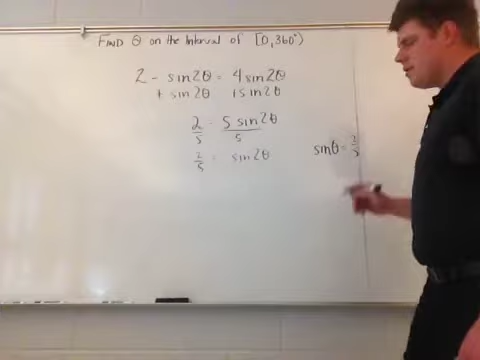 FIND θ on the Interval of [0,360°)
2 - sin2θ = 4sin2θ
+ sin2θ +sin2θ
2/5 = 5 sin2θ/5
2/5 = sin2θ
sinθ = 2/5